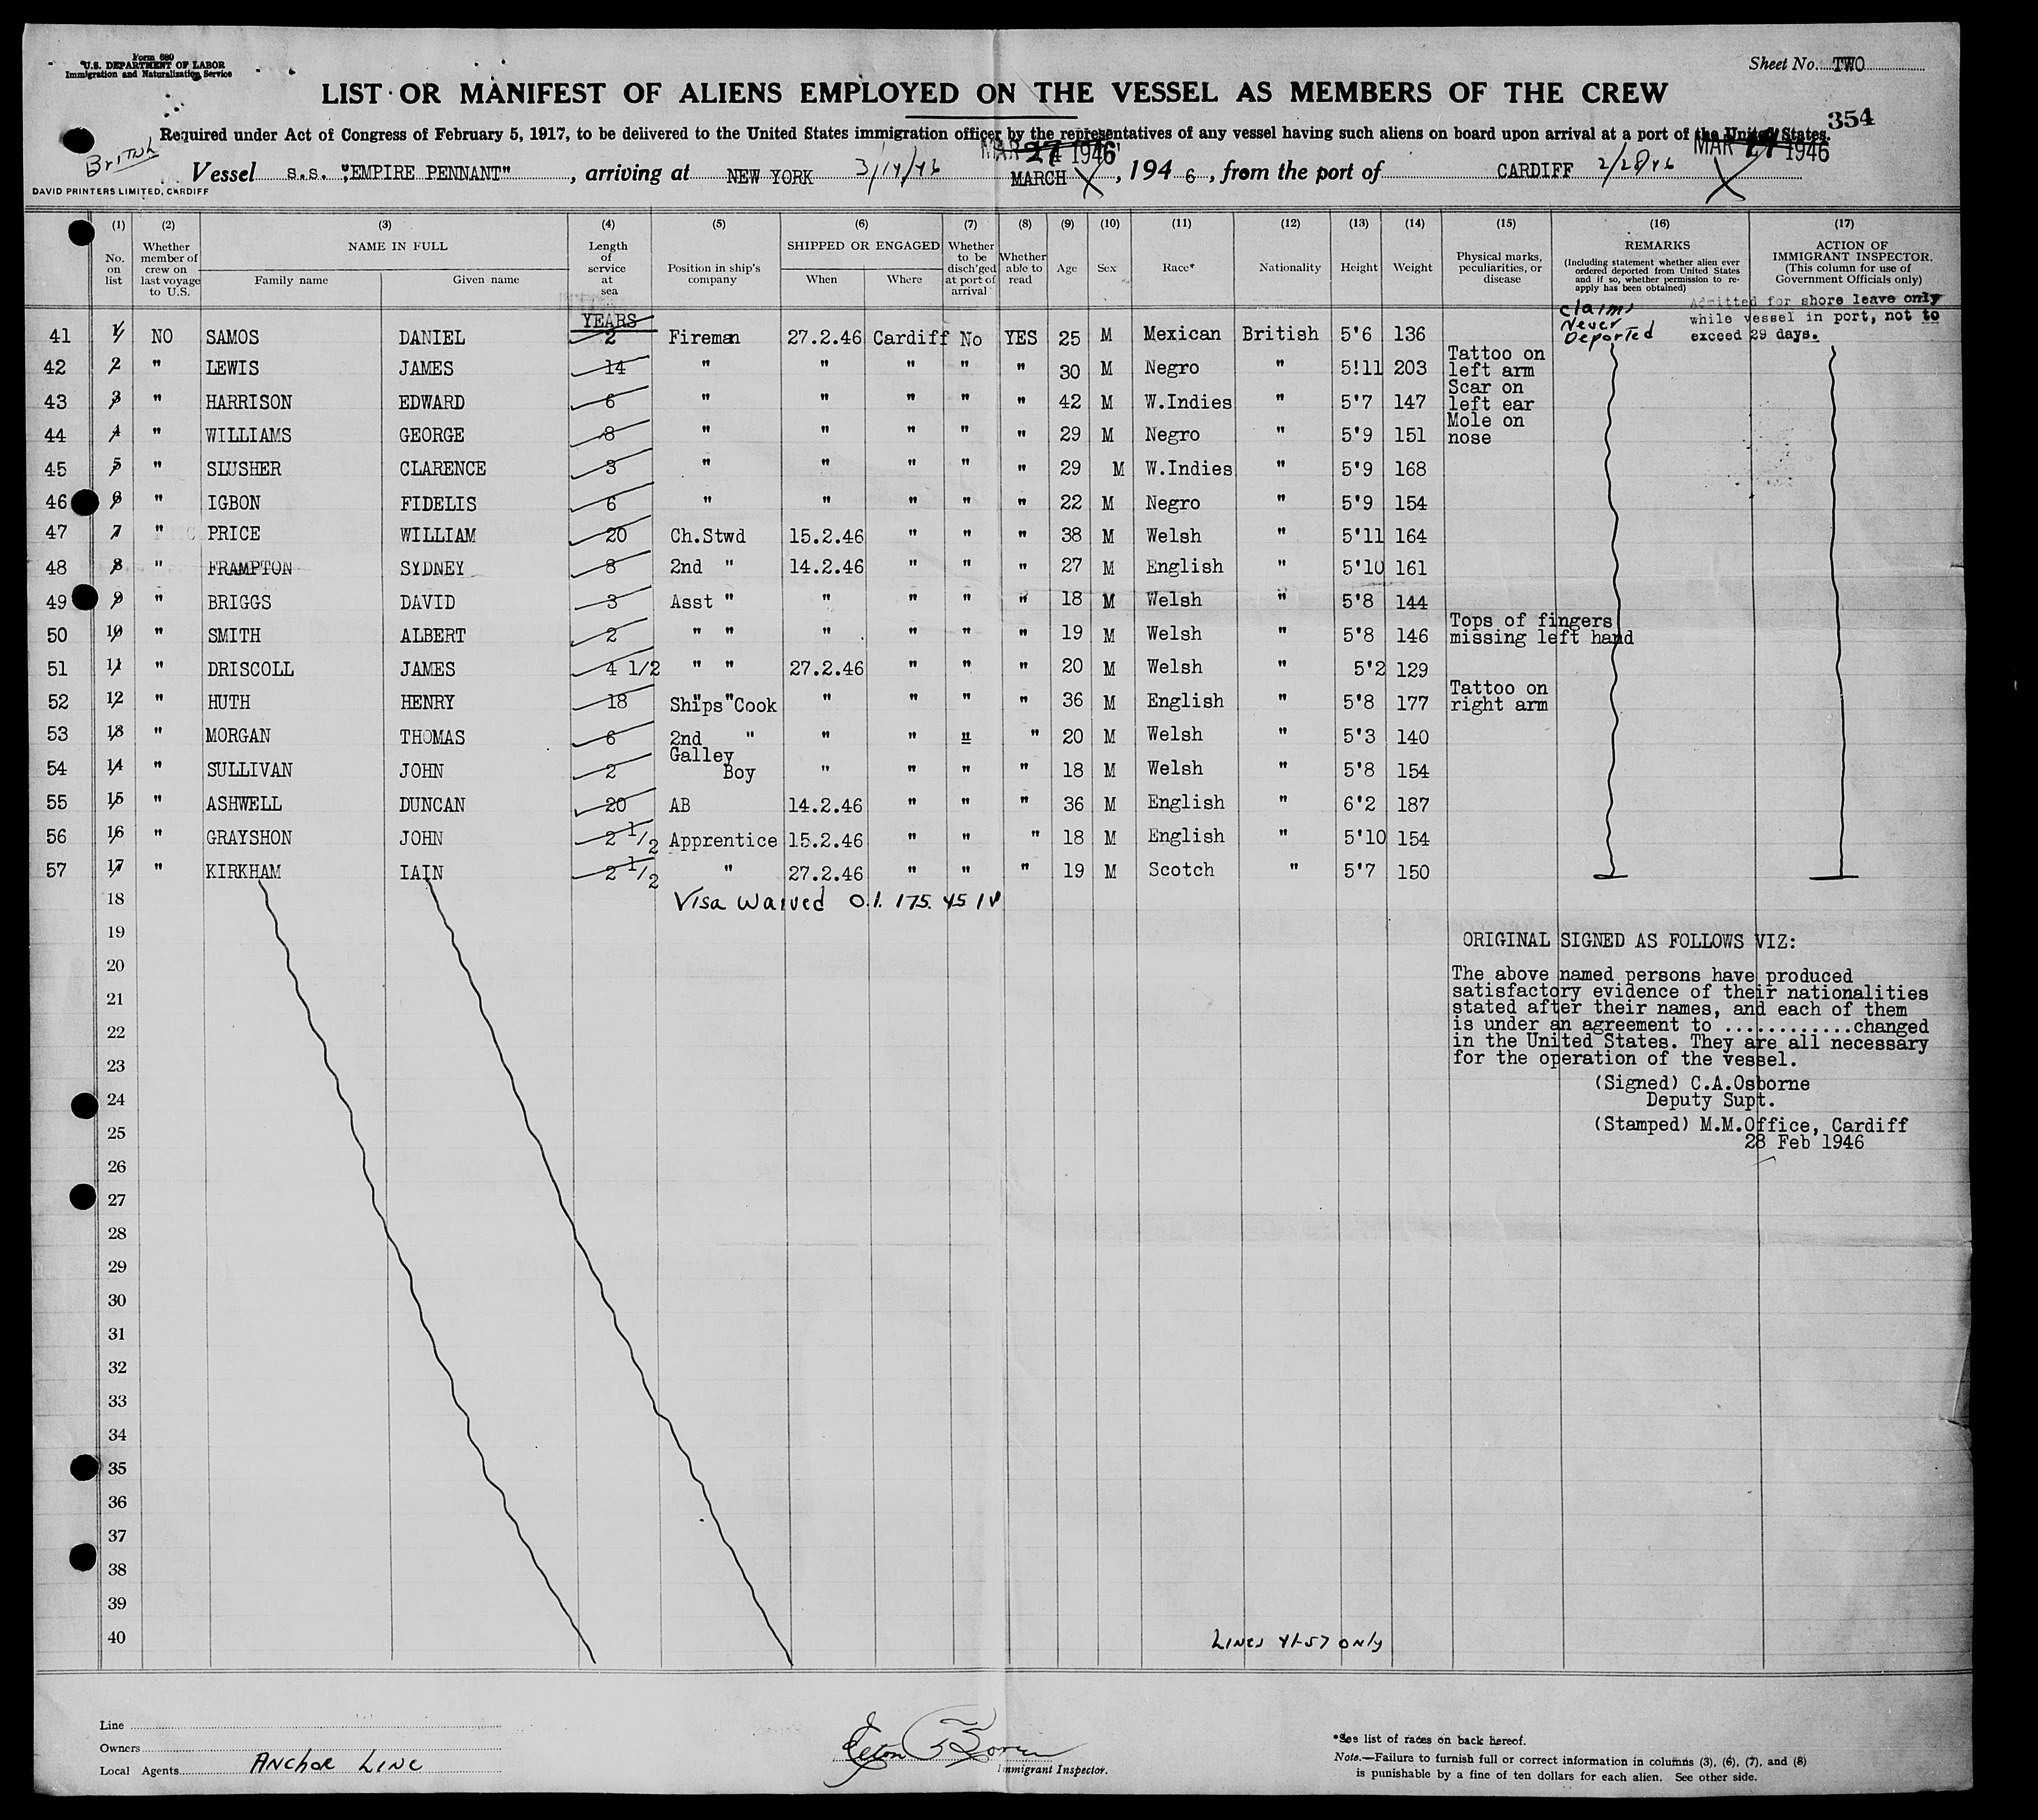 Form 680
U.S. DEPARTMENT OF LABOR
Immigration and Naturalization Service
Sheet No. TWO
LIST OR MANIFEST OF ALIENS EMPLOYED ON THE VESSEL AS MEMBERS OF THE CREW
354
Required under Act of Congress of February 5, 1917, to be delivered to the United States immigration officer by the representatives of any vessel having such aliens on board upon arrival at a port of the United States.
British
MAR 27 1946
MAR 27 1946
Vessel s.s. "EMPIRE PENNANT", arriving at NEW YORK 3/14/46 MARCH X, 1946, from the port of CARDIFF 2/28/46 X
DAVID PRINTERS LIMITED, CARDIFF
(1) (2) (3) (4) (5) (6) (7) (8) (9) (10) (11) (12) (13) (14) (15) (16) (17)
No. on list
Whether member of crew on last voyage to U.S.
NAME IN FULL
Family name Given name
Length of service at sea
Position in ship's company
SHIPPED OR ENGAGED
When Where
Whether to be disch'ged at port of arrival
Whether able to read
Age
Sex
Race*
Nationality
Height
Weight
Physical marks, peculiarities, or disease
REMARKS
(Including statement whether alien ever ordered deported from United States and if so, whether permission to re-apply has been obtained)
ACTION OF IMMIGRANT INSPECTOR.
(This column for use of Government Officials only)
YEARS
Claims Never Deported
Admitted for shore leave only
while vessel in port, not to
exceed 29 days.
41 1 NO SAMOS DANIEL 2 Fireman 27.2.46 Cardiff No YES 25 M Mexican British 5'6 136
42 2 " LEWIS JAMES 14 " " " " " 30 M Negro " 5!11 203 Tattoo on left arm
43 3 " HARRISON EDWARD 6 " " " " " 42 M W.Indies " 5'7 147 Scar on left ear
44 4 " WILLIAMS GEORGE 8 " " " " " 29 M Negro " 5'9 151 Mole on nose
45 5 " SLUSHER CLARENCE 3 " " " " " 29 M W.Indies " 5'9 168
46 6 " IGBON FIDELIS 6 " " " " " 22 M Negro " 5'9 154
47 7 " PRICE WILLIAM 20 Ch.Stwd 15.2.46 " " " 38 M Welsh " 5'11 164
48 8 " FRAMPTON SYDNEY 8 2nd " 14.2.46 " " " 27 M English " 5'10 161
49 9 " BRIGGS DAVID 3 Asst " " " " " 18 M Welsh " 5'8 144
50 10 " SMITH ALBERT 2 " " " " " " 19 M Welsh " 5'8 146 Tops of fingers missing left hand
51 11 " DRISCOLL JAMES 4 1/2 " " 27.2.46 " " " 20 M Welsh " 5'2 129
52 12 " HUTH HENRY 18 Ships"Cook " " " " 36 M English " 5'8 177 Tattoo on right arm
53 13 " MORGAN THOMAS 6 2nd " " " " " 20 M Welsh " 5'3 140
54 14 " SULLIVAN JOHN 2 Galley Boy " " " " 18 M Welsh " 5'8 154
55 15 " ASHWELL DUNCAN 20 AB 14.2.46 " " " 36 M English " 6'2 187
56 16 " GRAYSHON JOHN 2 1/2 Apprentice 15.2.46 " " " 18 M English " 5'10 154
57 17 " KIRKHAM IAIN 2 1/2 " 27.2.46 " " " 19 M Scotch " 5'7 150
18 Visa Waived O.I. 175. 45 IV
19
20
21
22
23
24
25
26
27
28
29
30
31
32
33
34
35
36
37
38
39
40
ORIGINAL SIGNED AS FOLLOWS VIZ:
The above named persons have produced
satisfactory evidence of their nationalities
stated after their names, and each of them
is under an agreement to ............changed
in the United States. They are all necessary
for the operation of the vessel.
(Signed) C.A.Osborne
Deputy Supt.
(Stamped) M.M.Office, Cardiff
28 Feb 1946
Lines 41-57 only
Line
Owners
Local Agents Anchor Line
Immigrant Inspector.
*See list of races on back hereof.
Note.—Failure to furnish full or correct information in columns (3), (6), (7), and (8)
is punishable by a fine of ten dollars for each alien. See other side.